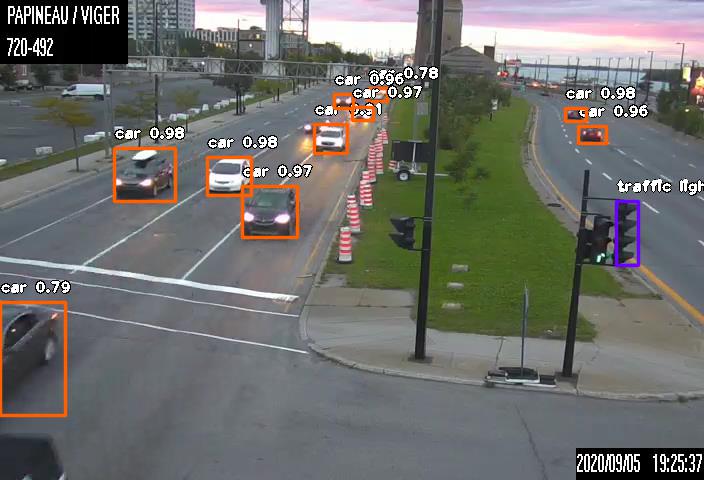 PAPINEAU / VIGER
720-492
0.78
car 0.96
0.97
car 0.98
car 0.96
car 0.98
car 0.98
car 0.97
traffic ligh
car 0.79
2020/09/05 19:25:37